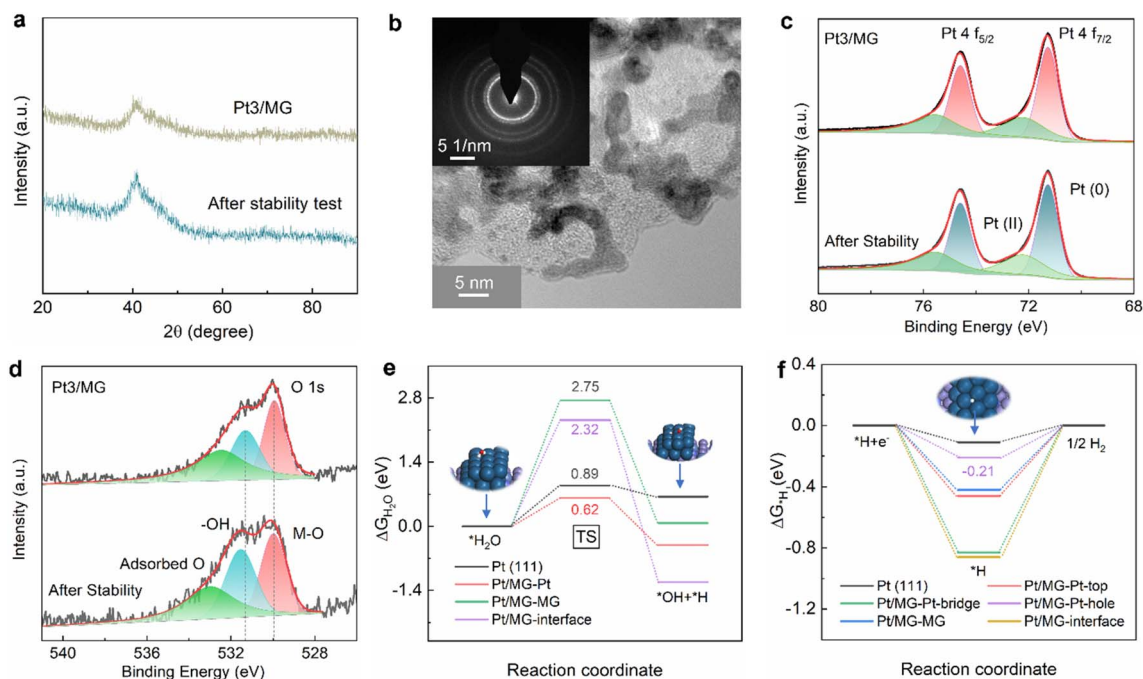 a
Intensity (a.u.)
Pt3/MG
After stability test
20 40 60 80
2θ (degree)
b
5 1/nm
5 nm
c
Intensity (a.u.)
Pt3/MG
Pt 4 f5/2
Pt 4 f7/2
Pt (0)
Pt (II)
After Stability
80 76 72 68
Binding Energy (eV)
d
Intensity (a.u.)
Pt3/MG
O 1s
-OH
M-O
Adsorbed O
After Stability
540 536 532 528
Binding Energy (eV)
e
ΔGH2O (eV)
2.8
1.4
0.0
-1.4
2.75
2.32
0.89
0.62
TS
*H2O
*OH+*H
Pt (111)
Pt/MG-Pt
Pt/MG-MG
Pt/MG-interface
Reaction coordinate
f
ΔG*H (eV)
0.4
0.0
-0.4
-0.8
-1.2
*H+e-
1/2 H2
-0.21
*H
Pt (111)
Pt/MG-Pt-top
Pt/MG-Pt-bridge
Pt/MG-Pt-hole
Pt/MG-MG
Pt/MG-interface
Reaction coordinate